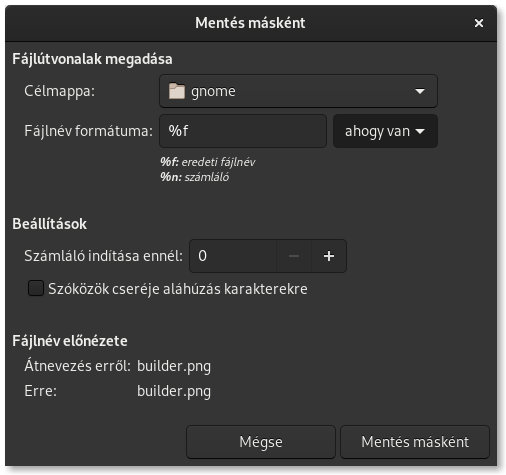 Mentés másként
Fájlútvonalak megadása
Célmappa: gnome
Fájlnév formátuma: %f ahogy van
%f: eredeti fájlnév
%n: számláló
Beállítások
Számláló indítása ennél: 0
Szóközök cseréje aláhúzás karakterekre
Fájlnév előnézete
Átnevezés erről: builder.png
Erre: builder.png
Mégse Mentés másként